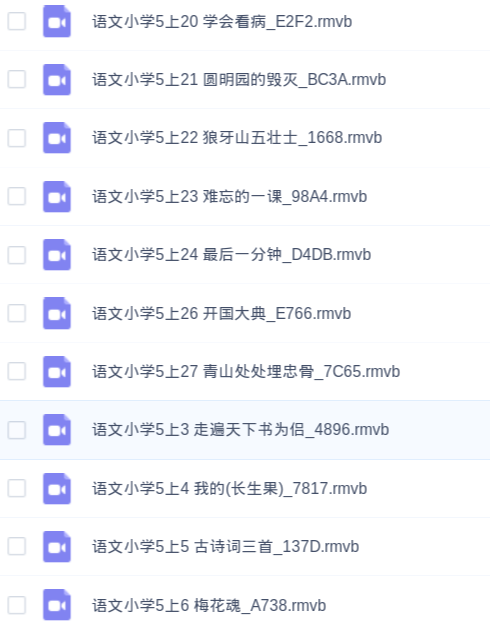 语文小学5上20 学会看病_E2F2.rmvb
语文小学5上21 圆明园的毁灭_BC3A.rmvb
语文小学5上22 狼牙山五壮士_1668.rmvb
语文小学5上23 难忘的一课_98A4.rmvb
语文小学5上24 最后一分钟_D4DB.rmvb
语文小学5上26 开国大典_E766.rmvb
语文小学5上27 青山处处埋忠骨_7C65.rmvb
语文小学5上3 走遍天下书为侣_4896.rmvb
语文小学5上4 我的(长生果)_7817.rmvb
语文小学5上5 古诗词三首_137D.rmvb
语文小学5上6 梅花魂_A738.rmvb